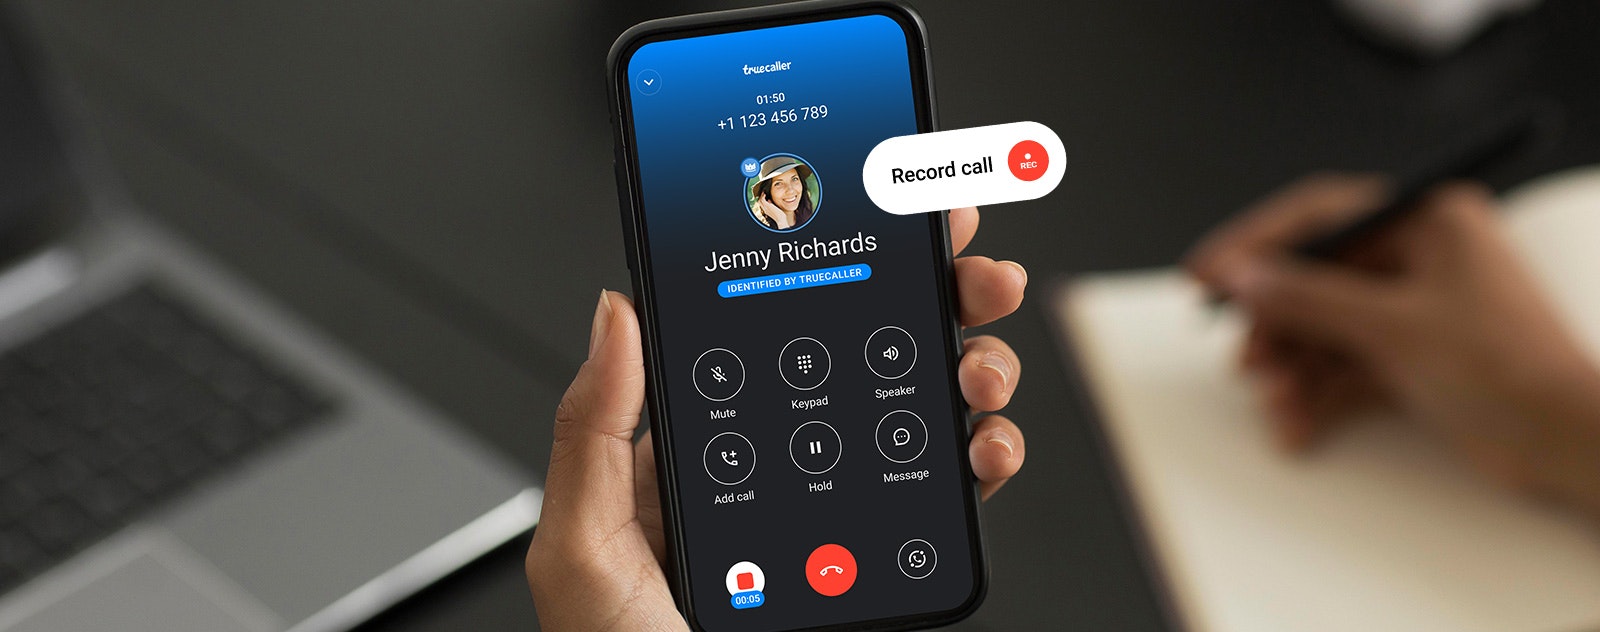 truecaller
01:50
+1 123 456 789
Record call
REC
Jenny Richards
IDENTIFIED BY TRUECALLER
Mute
Keypad
Speaker
Add call
Hold
Message
00:05